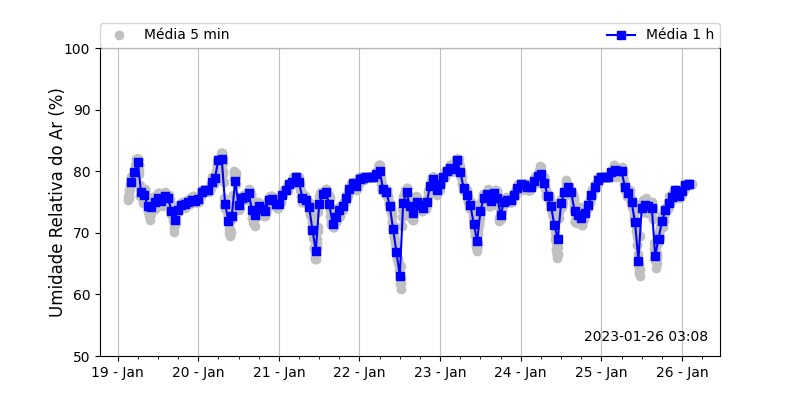 Média 5 min
Média 1 h
Umidade Relativa do Ar (%)
100
90
80
70
60
50
2023-01-26 03:08
19 - Jan
20 - Jan
21 - Jan
22 - Jan
23 - Jan
24 - Jan
25 - Jan
26 - Jan